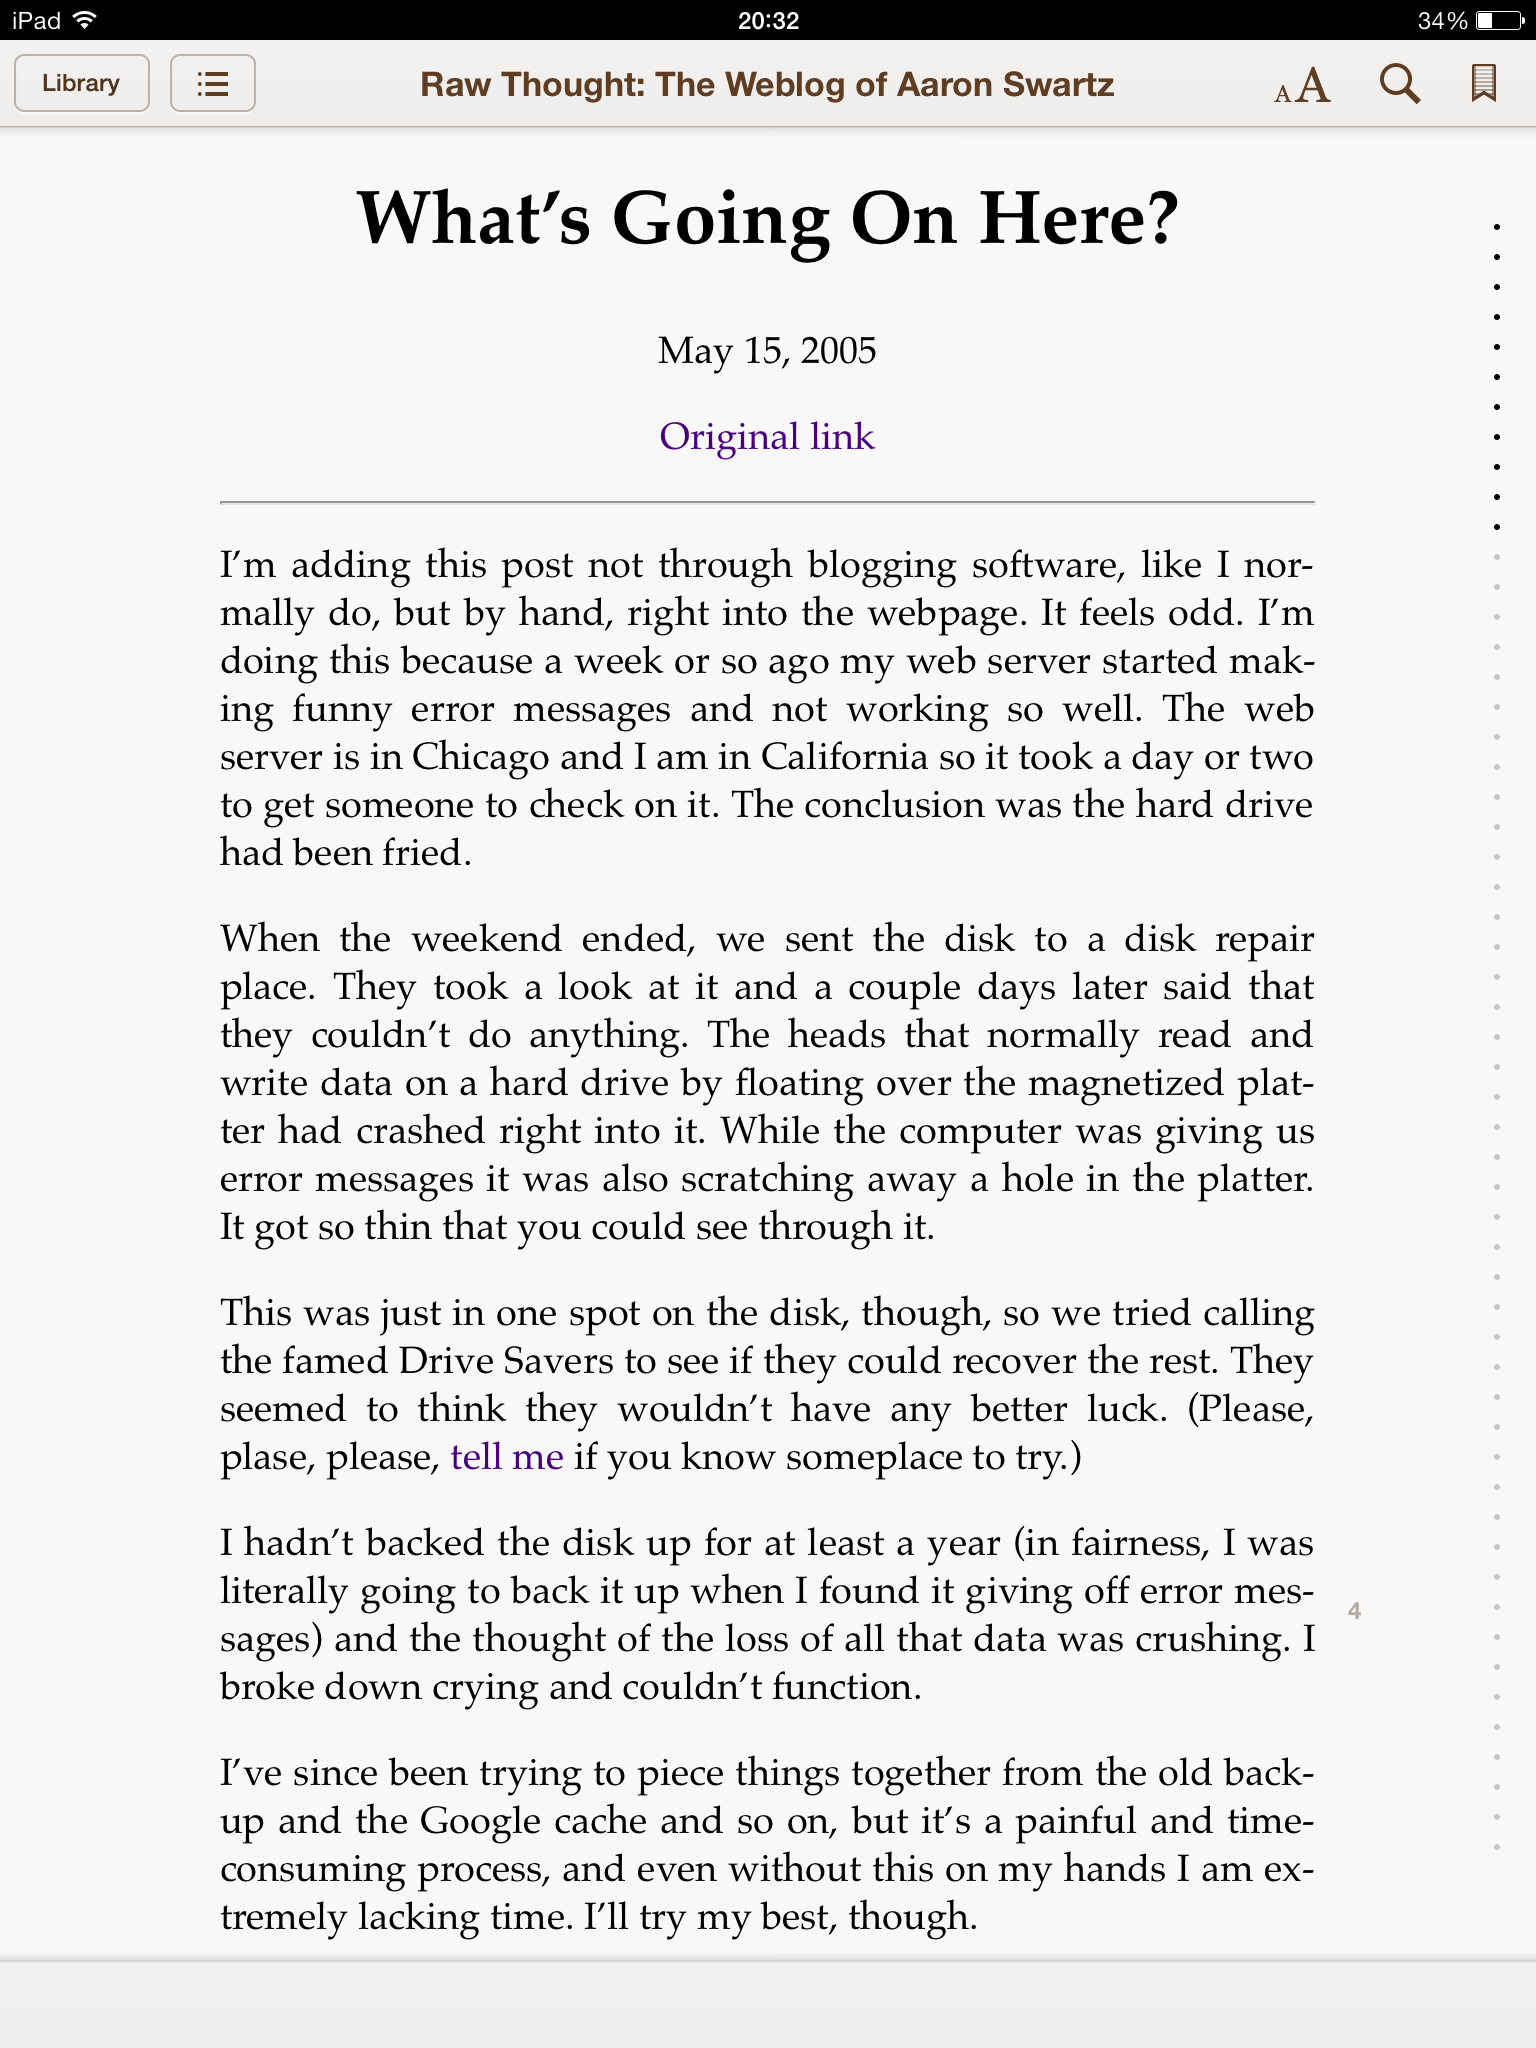 iPad 20:32 34%
Library Raw Thought: The Weblog of Aaron Swartz AA
What’s Going On Here?
May 15, 2005
Original link
I’m adding this post not through blogging software, like I nor-
mally do, but by hand, right into the webpage. It feels odd. I’m
doing this because a week or so ago my web server started mak-
ing funny error messages and not working so well. The web
server is in Chicago and I am in California so it took a day or two
to get someone to check on it. The conclusion was the hard drive
had been fried.
When the weekend ended, we sent the disk to a disk repair
place. They took a look at it and a couple days later said that
they couldn’t do anything. The heads that normally read and
write data on a hard drive by floating over the magnetized plat-
ter had crashed right into it. While the computer was giving us
error messages it was also scratching away a hole in the platter.
It got so thin that you could see through it.
This was just in one spot on the disk, though, so we tried calling
the famed Drive Savers to see if they could recover the rest. They
seemed to think they wouldn’t have any better luck. (Please,
plase, please, tell me if you know someplace to try.)
I hadn’t backed the disk up for at least a year (in fairness, I was
literally going to back it up when I found it giving off error mes-
4
sages) and the thought of the loss of all that data was crushing. I
broke down crying and couldn’t function.
I’ve since been trying to piece things together from the old back-
up and the Google cache and so on, but it’s a painful and time-
consuming process, and even without this on my hands I am ex-
tremely lacking time. I’ll try my best, though.